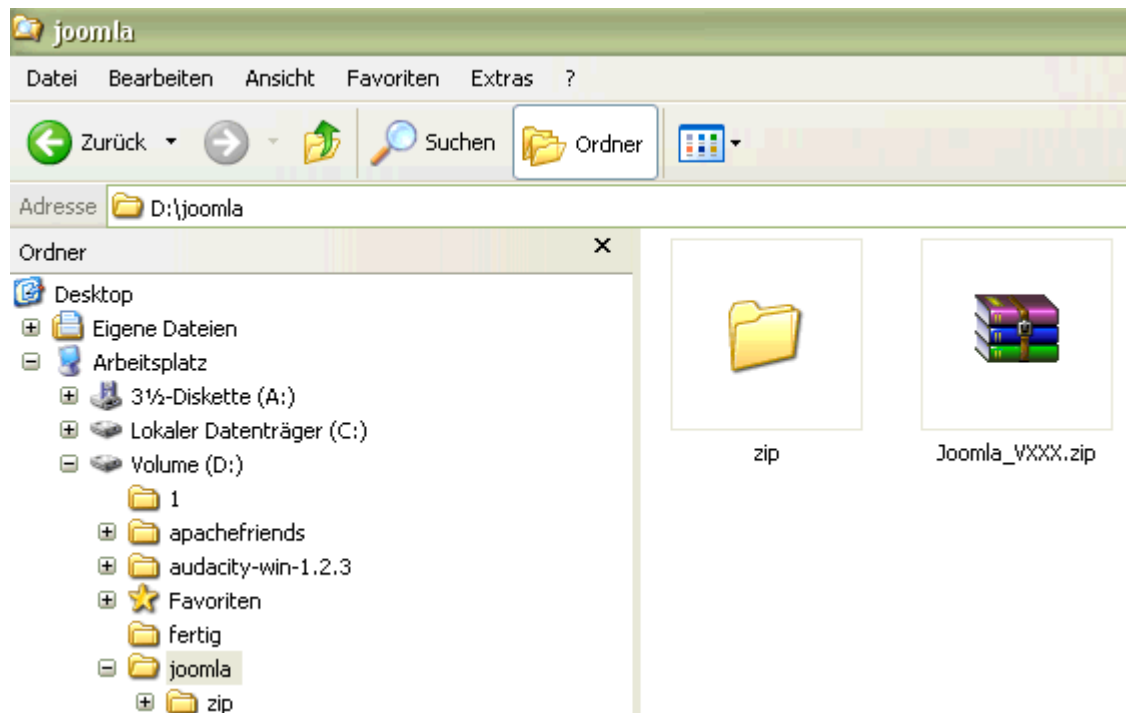 joomla
Datei Bearbeiten Ansicht Favoriten Extras ?
Zurück Suchen Ordner
Adresse D:\joomla
Ordner
Desktop
Eigene Dateien
Arbeitsplatz
3½-Diskette (A:)
Lokaler Datenträger (C:)
Volume (D:)
1
apachefriends
audacity-win-1.2.3
Favoriten
fertig
joomla
zip
zip Joomla_VXXX.zip